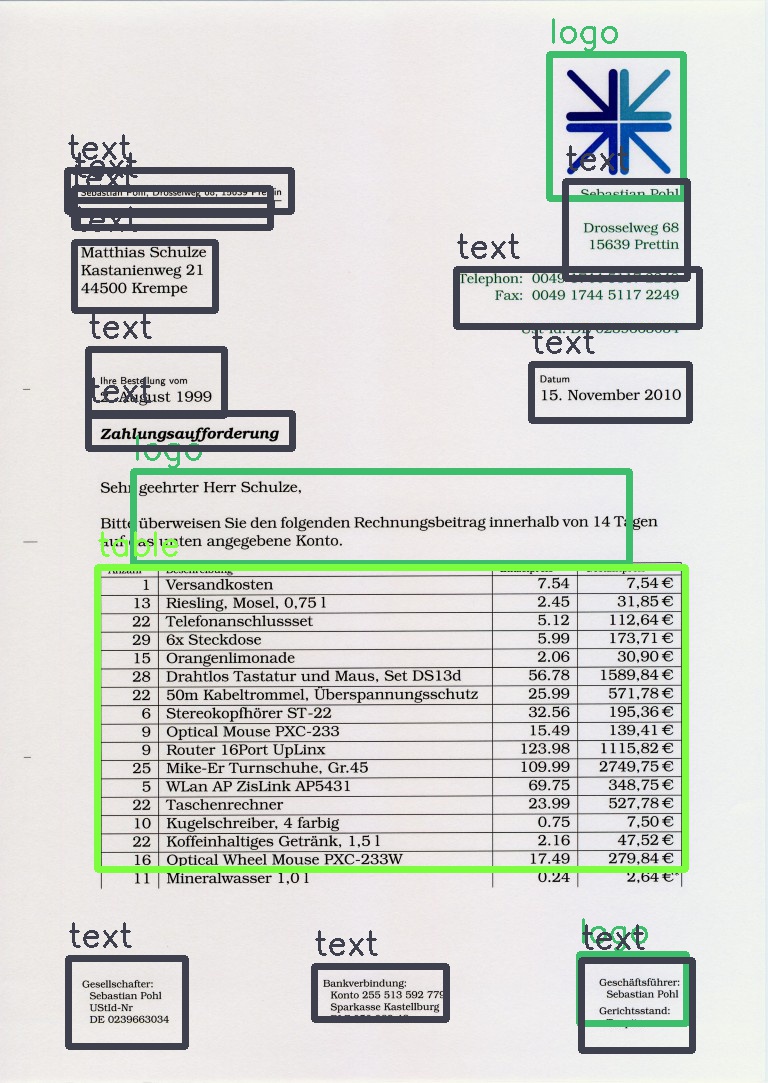 logo
text
text
text
text
text
Sebastian Pohl, Drosselweg 68, 15639 Prettin
Sebastian Pohl
Drosselweg 68
15639 Prettin
text
Telephon: 0049 1744 5117 2248
Fax: 0049 1744 5117 2249
Matthias Schulze
Kastanienweg 21
44500 Krempe
text
text
Ihre Bestellung vom
2. August 1999
Datum
15. November 2010
text
Zahlungsaufforderung
logo
Sehr geehrter Herr Schulze,
Bitte überweisen Sie den folgenden Rechnungsbeitrag innerhalb von 14 Tagen
auf das unten angegebene Konto.
table
1 Versandkosten 7.54 7,54 €
13 Riesling, Mosel, 0,75 l 2.45 31,85 €
22 Telefonanschlussset 5.12 112,64 €
29 6x Steckdose 5.99 173,71 €
15 Orangenlimonade 2.06 30,90 €
28 Drahtlos Tastatur und Maus, Set DS13d 56.78 1589,84 €
22 50m Kabeltrommel, Überspannungsschutz 25.99 571,78 €
6 Stereokopfhörer ST-22 32.56 195,36 €
9 Optical Mouse PXC-233 15.49 139,41 €
9 Router 16Port UpLinx 123.98 1115,82 €
25 Mike-Er Turnschuhe, Gr.45 109.99 2749,75 €
5 WLan AP ZisLink AP5431 69.75 348,75 €
22 Taschenrechner 23.99 527,78 €
10 Kugelschreiber, 4 farbig 0.75 7,50 €
22 Koffeinhaltiges Getränk, 1,5 l 2.16 47,52 €
16 Optical Wheel Mouse PXC-233W 17.49 279,84 €
11 Mineralwasser 1,0 l 0.24 2,64 €
text
Gesellschafter:
Sebastian Pohl
UStId-Nr
DE 0239663034
text
Bankverbindung:
Konto 255 513 592 779
Sparkasse Kastellburg
logo
text
Geschäftsführer:
Sebastian Pohl
Gerichtsstand: